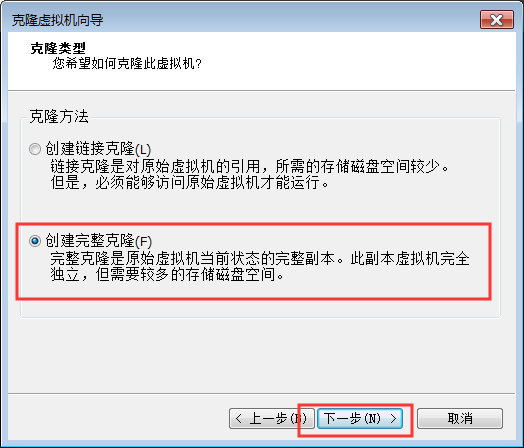 克隆虚拟机向导
克隆类型
您希望如何克隆此虚拟机?
克隆方法
创建链接克隆(L)
链接克隆是对原始虚拟机的引用，所需的存储磁盘空间较少。
但是，必须能够访问原始虚拟机才能运行。
创建完整克隆(F)
完整克隆是原始虚拟机当前状态的完整副本。此副本虚拟机完全
独立，但需要较多的存储磁盘空间。
< 上一步(B)
下一步(N) >
取消